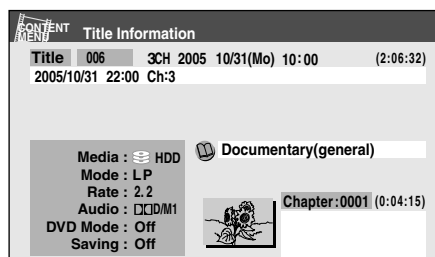 CONTENT MENU Title Information
Title 006 3CH 2005 10/31(Mo) 10:00 (2:06:32)
2005/10/31 22:00 Ch:3
Documentary(general)
Media : HDD
Mode : LP
Rate : 2.2
Audio : D/M1
DVD Mode : Off
Saving : Off
Chapter:0001 (0:04:15)